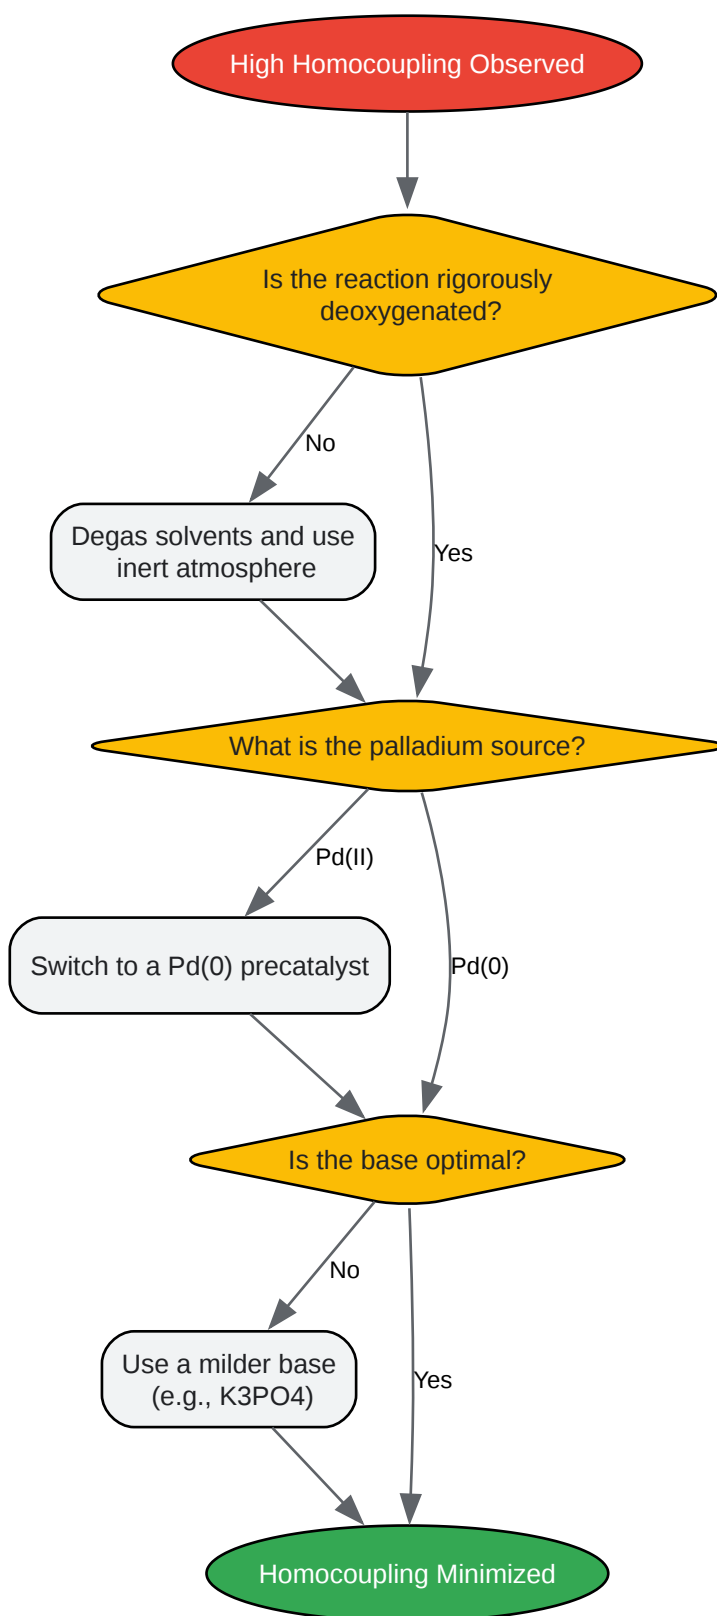 High Homocoupling Observed
Is the reaction rigorously
deoxygenated?
No
Degas solvents and use
inert atmosphere
Yes
What is the palladium source?
Pd(II)
Switch to a Pd(0) precatalyst
Pd(0)
Is the base optimal?
No
Use a milder base
(e.g., K3PO4)
Yes
Homocoupling Minimized